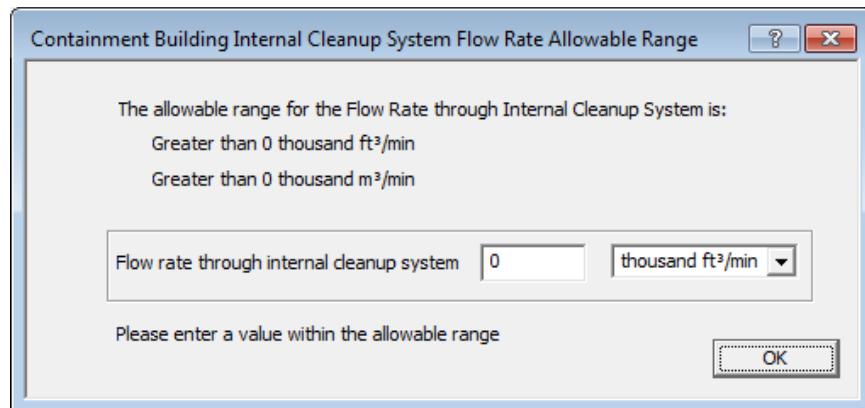 Containment Building Internal Cleanup System Flow Rate Allowable Range
The allowable range for the Flow Rate through Internal Cleanup System is:
Greater than 0 thousand ft³/min
Greater than 0 thousand m³/min
Flow rate through internal cleanup system 0 thousand ft³/min
Please enter a value within the allowable range
OK